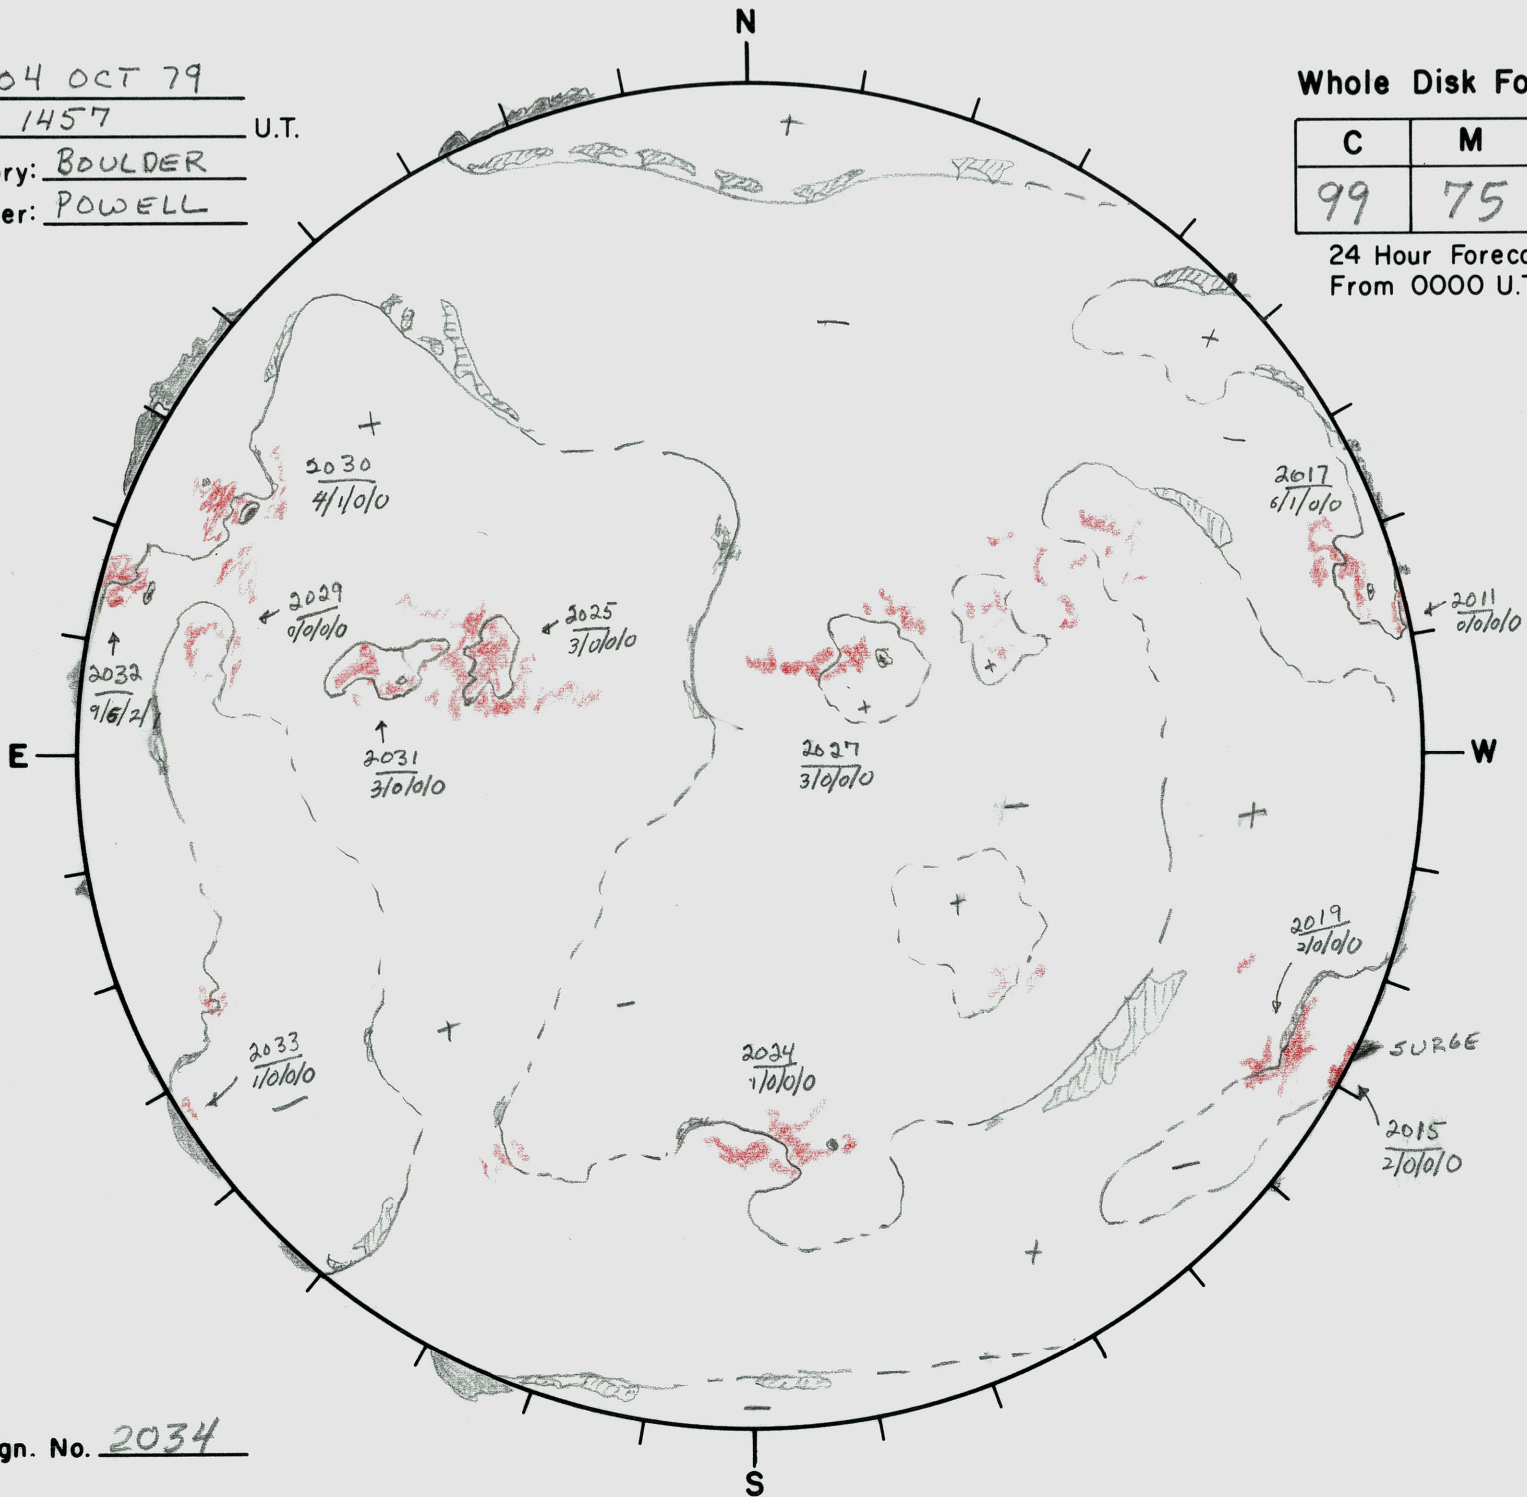 N
04 OCT 79
1457 U.T.
ry: BOULDER
er: POWELL
Whole Disk Fo
C M
99 75
24 Hour Foreca
From 0000 U.T
+
−
+
+
−
2030
4/1/0/0
2017
6/1/0/0
2029
0/0/0/0
2025
3/0/0/0
2011
0/0/0/0
2032
9/6/2/
+
+
2031
3/0/0/0
2027
3/0/0/0
E
W
−
+
+
2019
2/0/0/0
−
+
2033
1/0/0/0
−
2024
1/0/0/0
SURGE
2015
2/0/0/0
−
+
−
gn. No. 2034
S